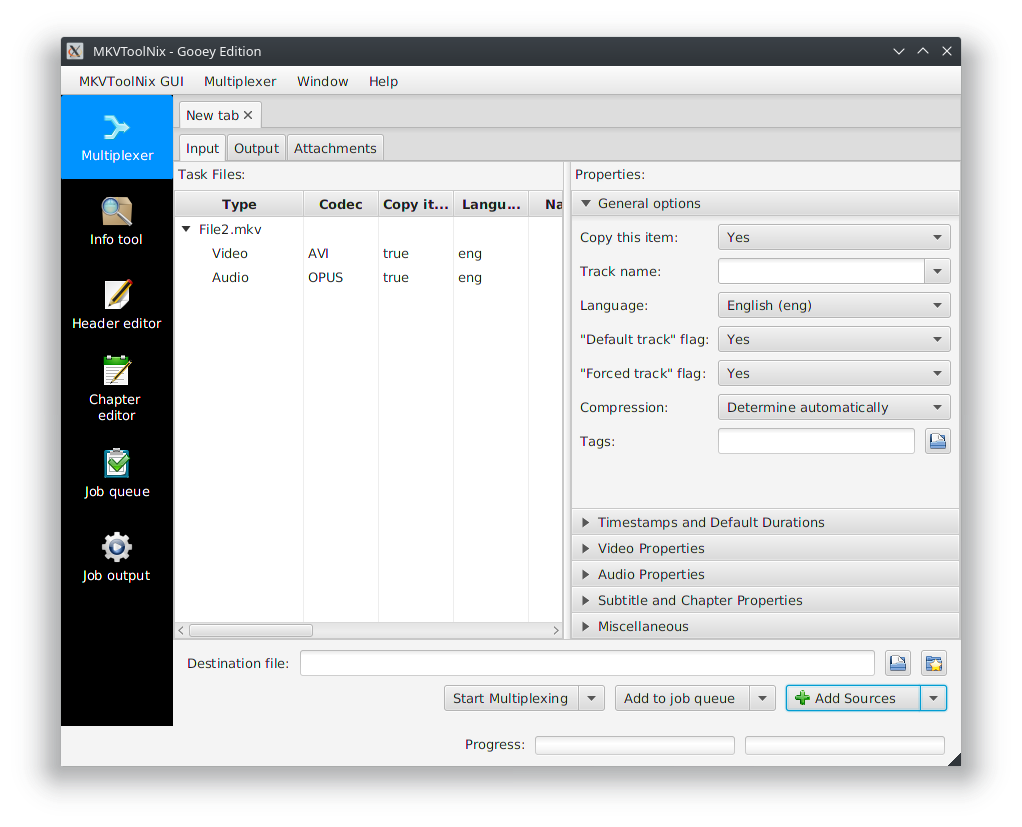 MKVToolNix - Gooey Edition
MKVToolNix GUI Multiplexer Window Help
Multiplexer
Info tool
Header editor
Chapter
editor
Job queue
Job output
New tab
Input Output Attachments
Task Files:
Type Codec Copy it... Langu... Na
File2.mkv
Video AVI true eng
Audio OPUS true eng
Properties:
General options
Copy this item: Yes
Track name:
Language: English (eng)
"Default track" flag: Yes
"Forced track" flag: Yes
Compression: Determine automatically
Tags:
Timestamps and Default Durations
Video Properties
Audio Properties
Subtitle and Chapter Properties
Miscellaneous
Destination file:
Start Multiplexing Add to job queue Add Sources
Progress: